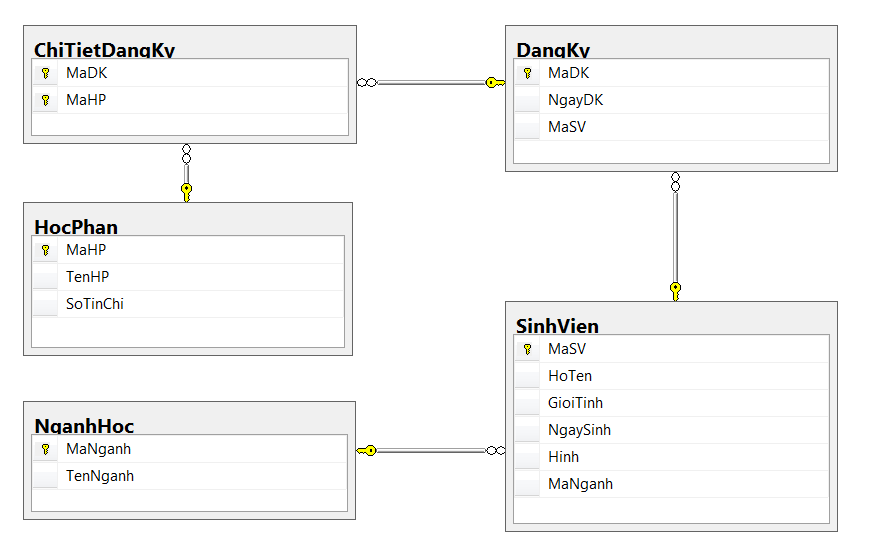 ChiTietDangKy
MaDK
MaHP
DangKy
MaDK
NgayDK
MaSV
HocPhan
MaHP
TenHP
SoTinChi
SinhVien
MaSV
HoTen
GioiTinh
NgaySinh
Hinh
MaNganh
NganhHoc
MaNganh
TenNganh